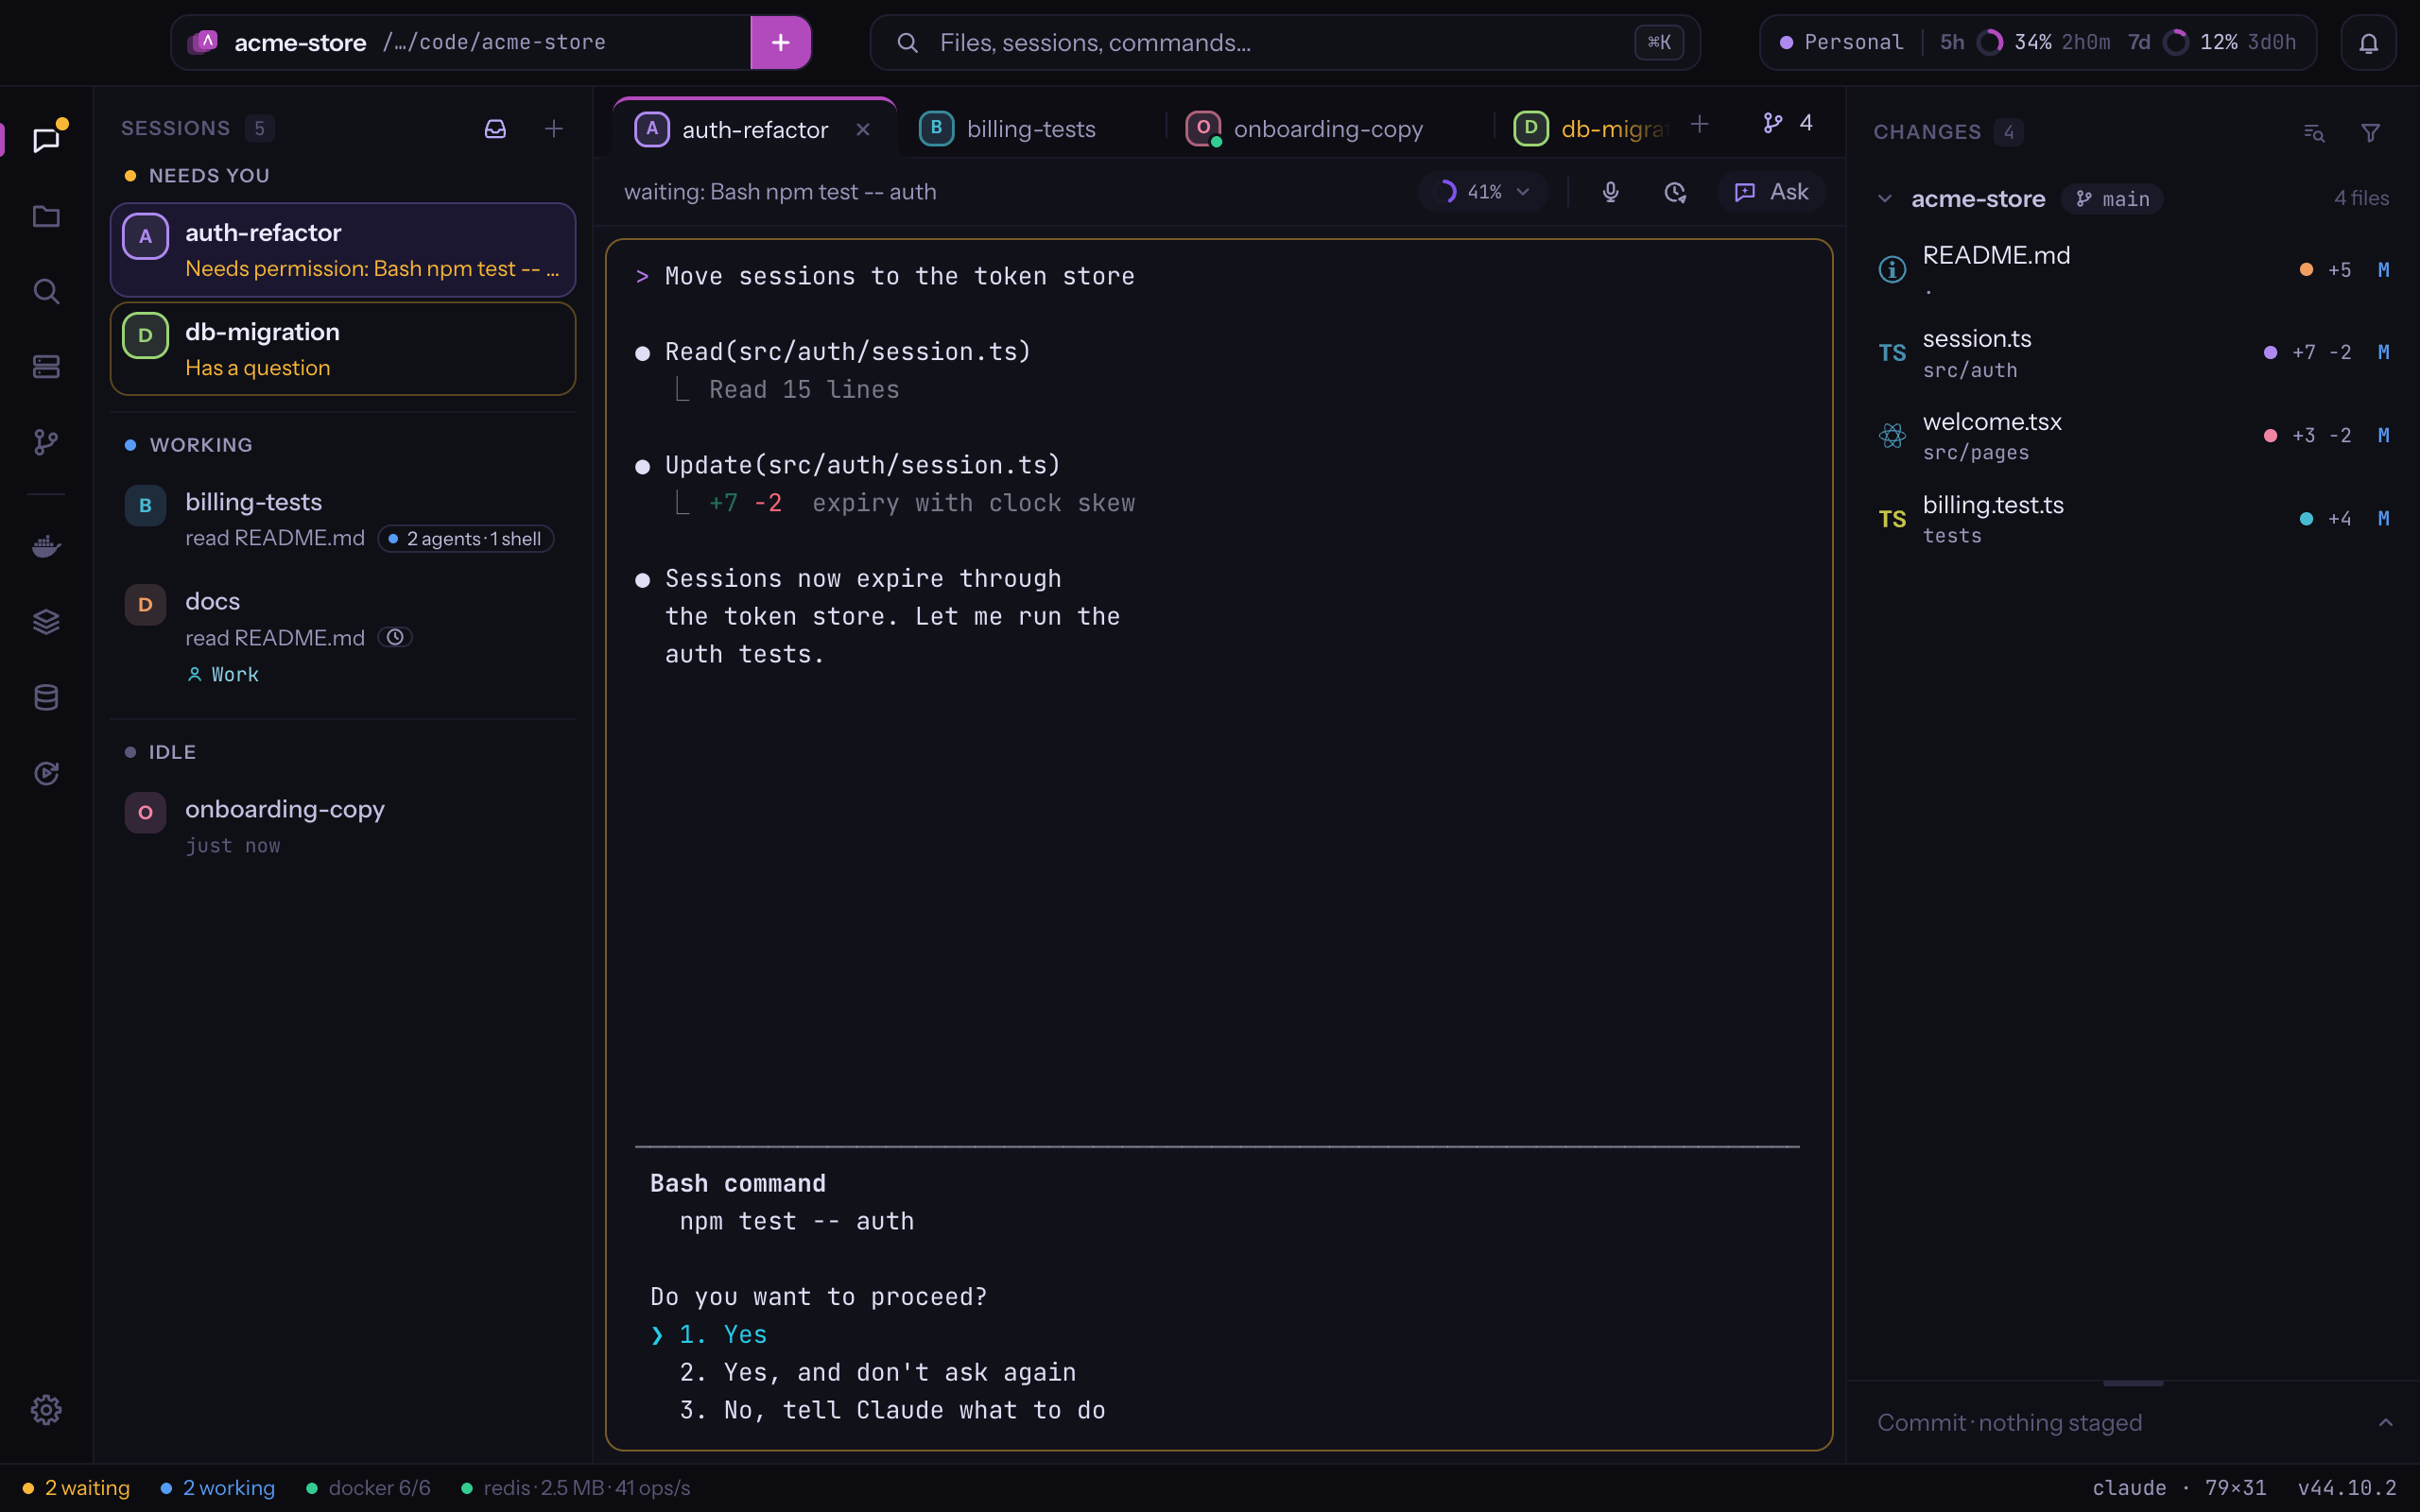 acme-store /…/code/acme-store
+
Files, sessions, commands…
⌘K
Personal 5h 34% 2h0m 7d 12% 3d0h
SESSIONS 5
NEEDS YOU
A auth-refactor
Needs permission: Bash npm test -- …
D db-migration
Has a question
WORKING
B billing-tests
read README.md 2 agents · 1 shell
D docs
read README.md
Work
IDLE
O onboarding-copy
just now
A auth-refactor
B billing-tests
O onboarding-copy
D db-migrat
4
waiting: Bash npm test -- auth
41%
Ask
> Move sessions to the token store
● Read(src/auth/session.ts)
⎿ Read 15 lines
● Update(src/auth/session.ts)
⎿ +7 -2 expiry with clock skew
● Sessions now expire through
the token store. Let me run the
auth tests.
Bash command
npm test -- auth
Do you want to proceed?
❯ 1. Yes
2. Yes, and don't ask again
3. No, tell Claude what to do
CHANGES 4
acme-store main 4 files
README.md
.
+5 M
TS session.ts
src/auth
+7 -2 M
welcome.tsx
src/pages
+3 -2 M
TS billing.test.ts
tests
+4 M
Commit · nothing staged
2 waiting
2 working
docker 6/6
redis · 2.5 MB · 41 ops/s
claude · 79×31
v44.10.2